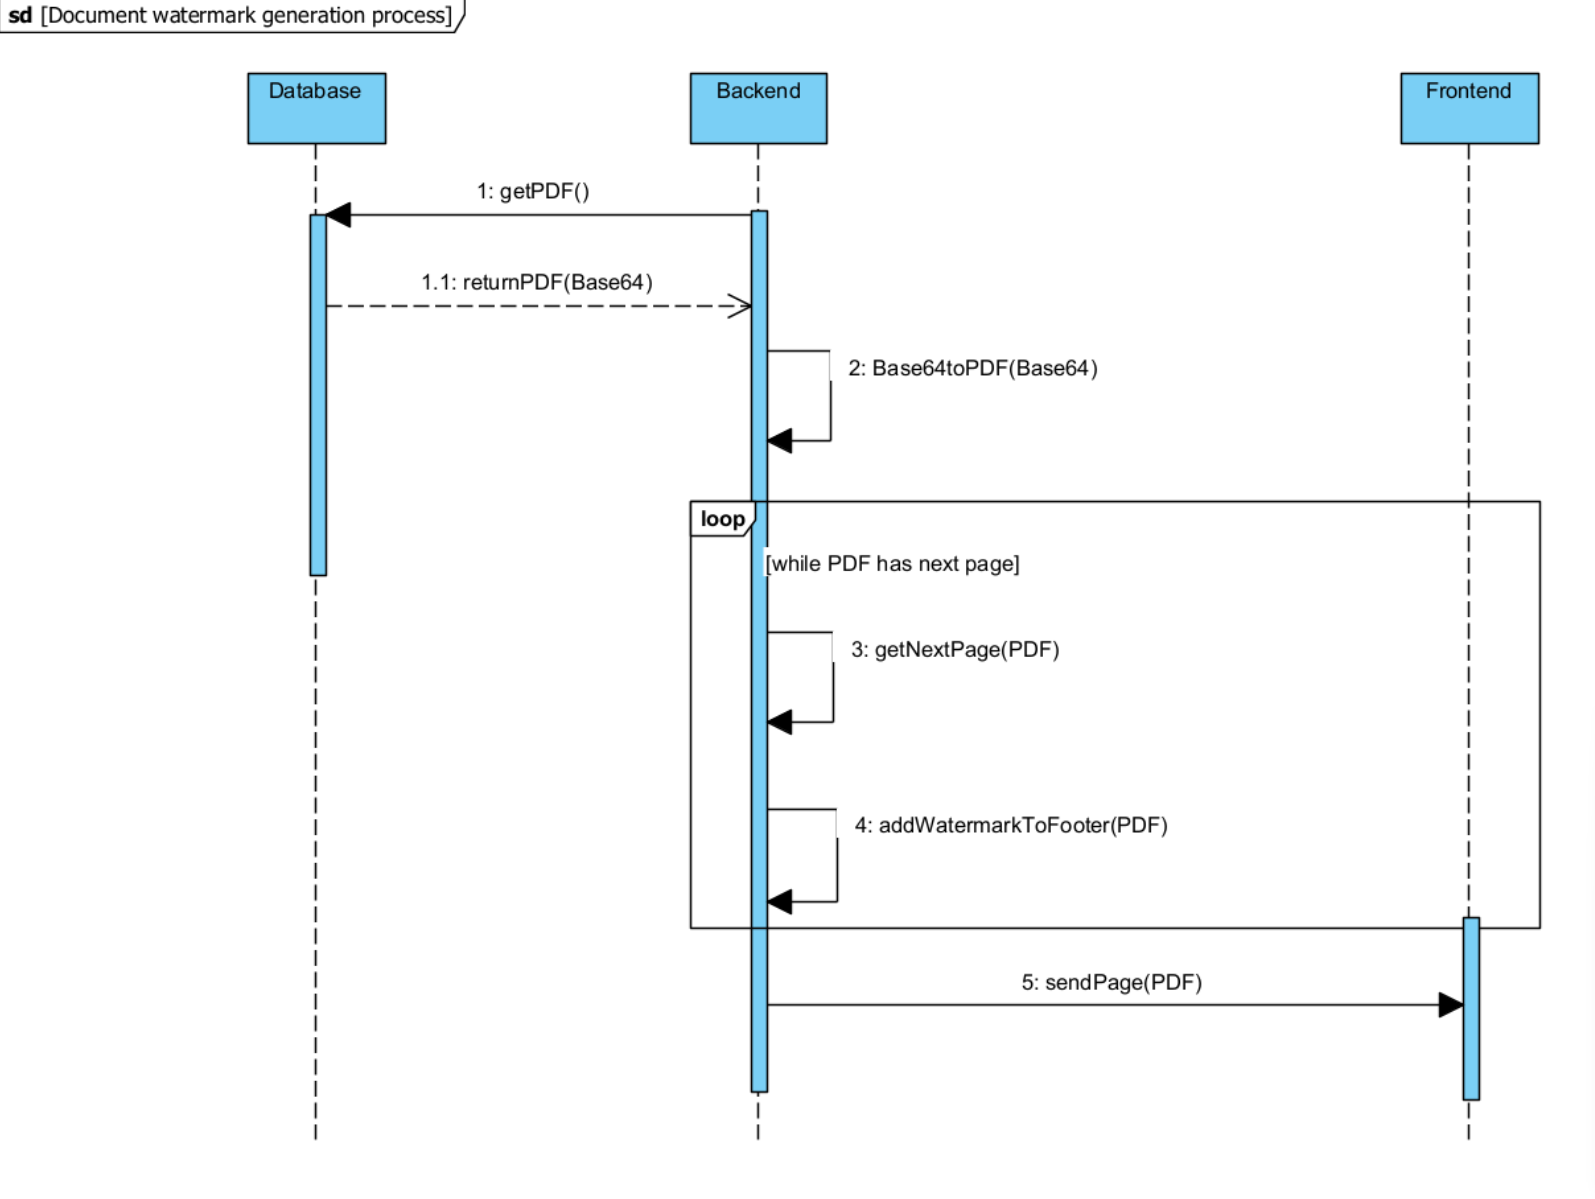 sd [Document watermark generation process]
Database
Backend
Frontend
1: getPDF()
1.1: returnPDF(Base64)
2: Base64toPDF(Base64)
loop
[while PDF has next page]
3: getNextPage(PDF)
4: addWatermarkToFooter(PDF)
5: sendPage(PDF)